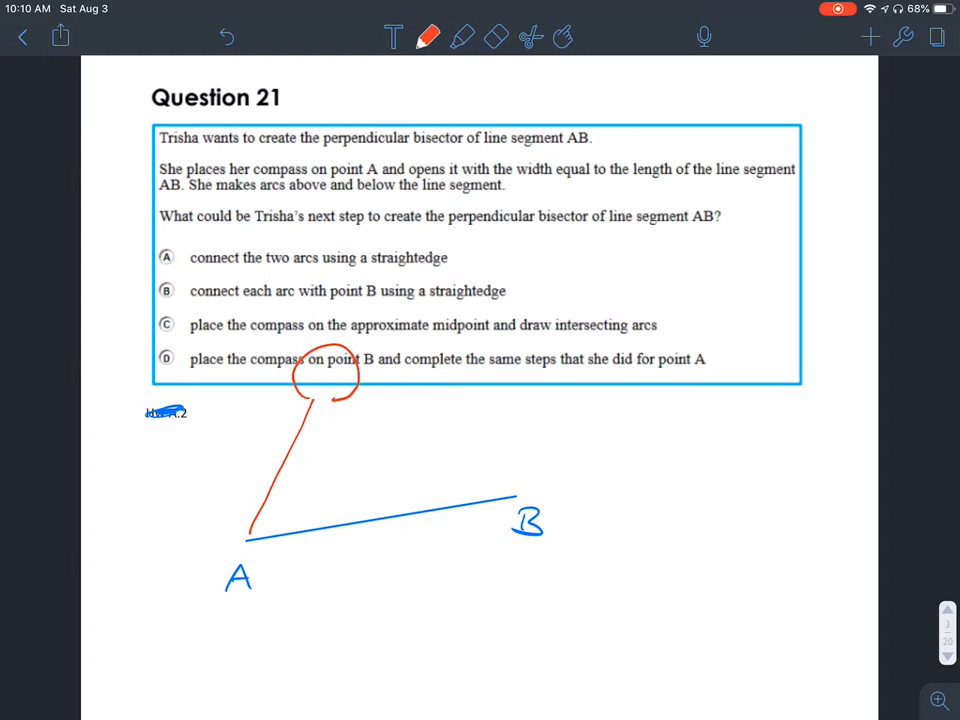 10:10 AM Sat Aug 3
68%
Question 21
Trisha wants to create the perpendicular bisector of line segment AB.
She places her compass on point A and opens it with the width equal to the length of the line segment
AB. She makes arcs above and below the line segment.
What could be Trisha's next step to create the perpendicular bisector of line segment AB?
A connect the two arcs using a straightedge
B connect each arc with point B using a straightedge
C place the compass on the approximate midpoint and draw intersecting arcs
D place the compass on point B and complete the same steps that she did for point A
B
A
3
20